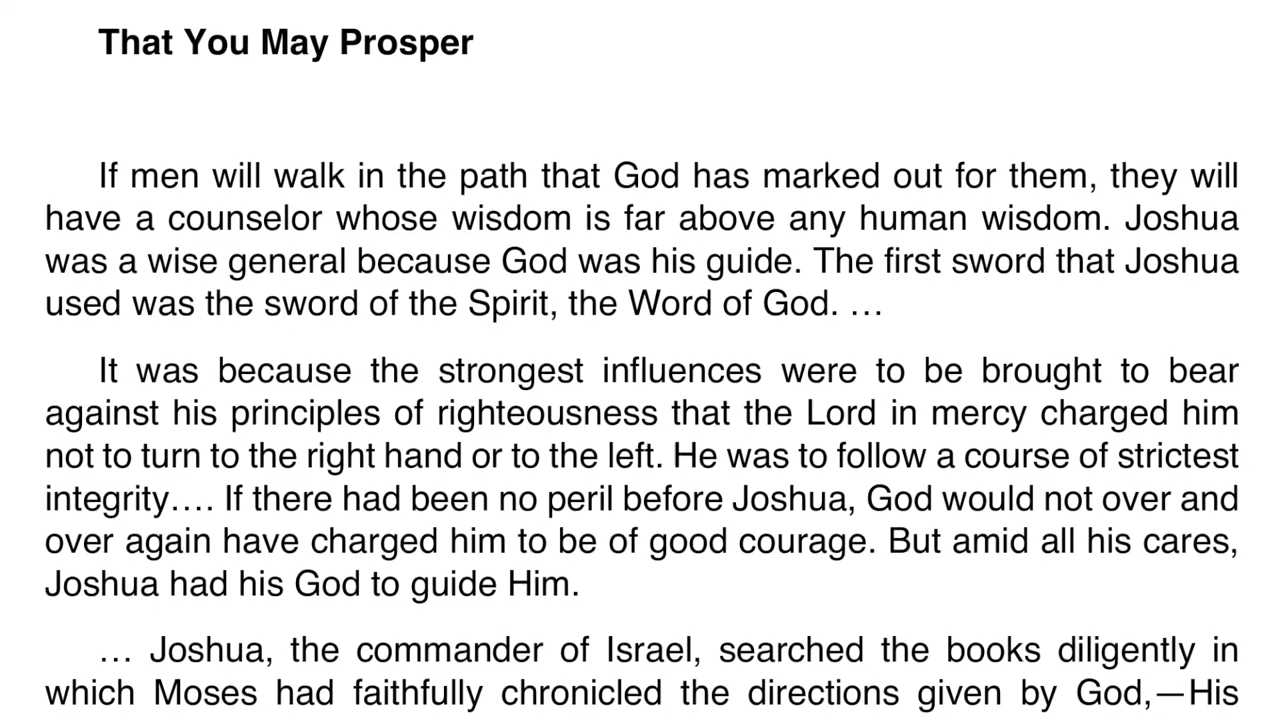 That You May Prosper
If men will walk in the path that God has marked out for them, they will
have a counselor whose wisdom is far above any human wisdom. Joshua
was a wise general because God was his guide. The first sword that Joshua
used was the sword of the Spirit, the Word of God. …
It was because the strongest influences were to be brought to bear
against his principles of righteousness that the Lord in mercy charged him
not to turn to the right hand or to the left. He was to follow a course of strictest
integrity…. If there had been no peril before Joshua, God would not over and
over again have charged him to be of good courage. But amid all his cares,
Joshua had his God to guide Him.
… Joshua, the commander of Israel, searched the books diligently in
which Moses had faithfully chronicled the directions given by God,—His